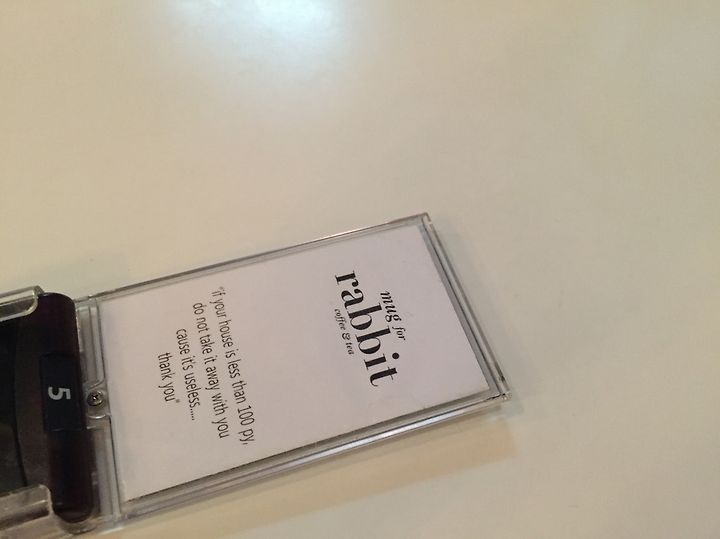 mug for
rabbit
coffee & tea
"if your house is less than 100 py,
do not take it away with you
cause it's useless.....
thank you"
5